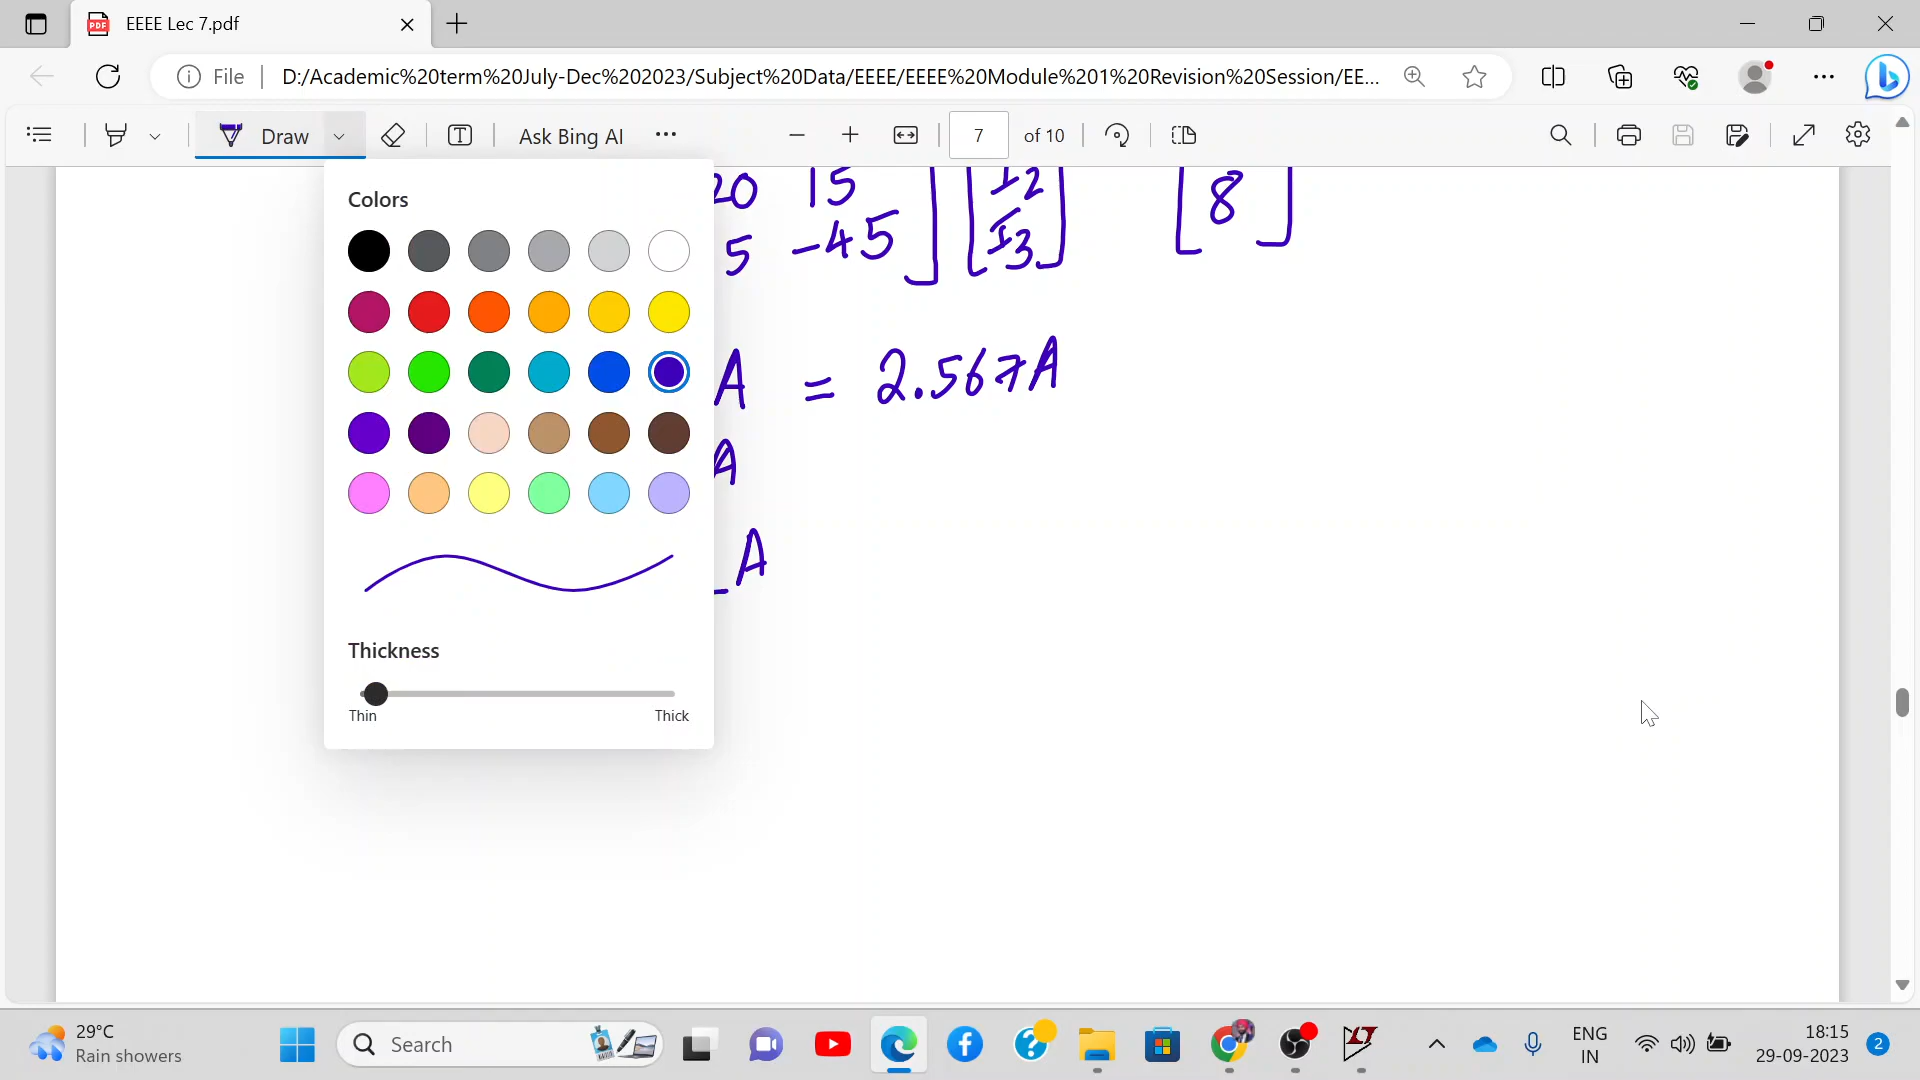 EEEE Lec 7.pdf
File D:/Academic%20term%20July-Dec%202023/Subject%20Data/EEEE/EEEE%20Module%201%20Revision%20Session/EE...
Draw Ask Bing AI 7 of 10
20 15 I2 8
5 -45 I3
A = 2.567A
A
A
Colors
Thickness
Thin Thick
29°C
Rain showers
Search
ENG
IN
18:15
29-09-2023
2